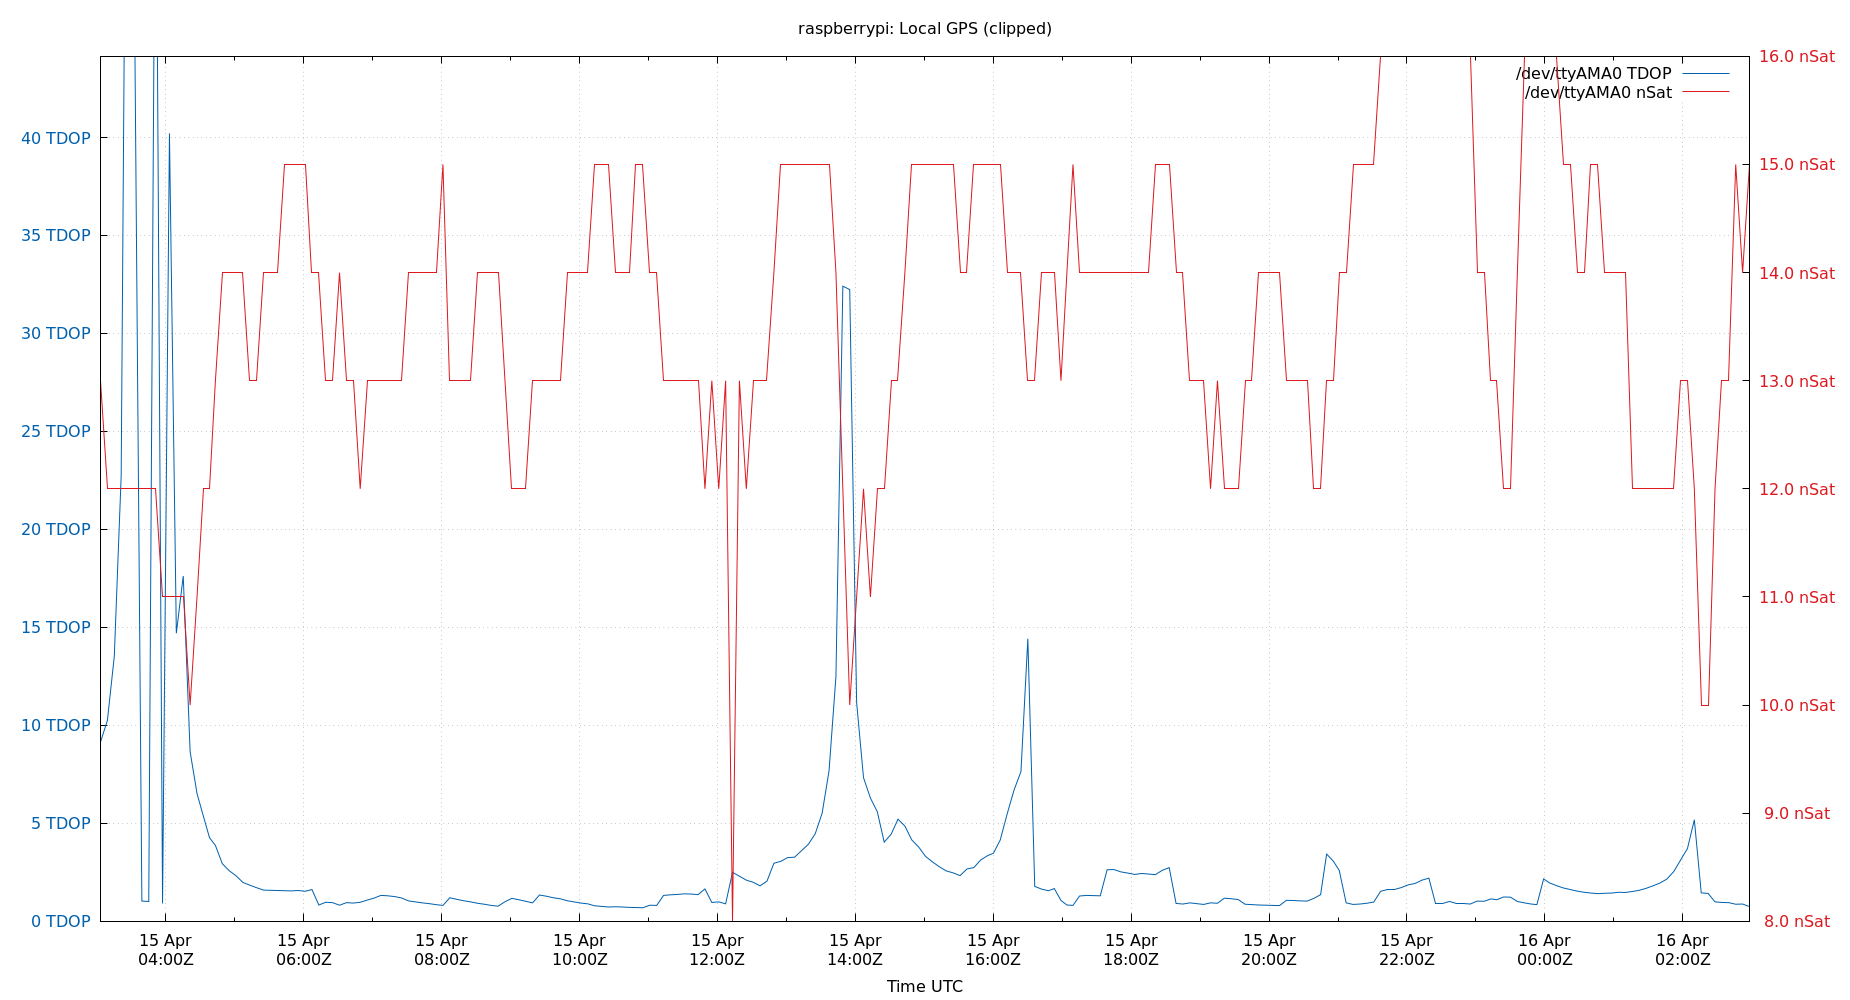 raspberrypi: Local GPS (clipped)
/dev/ttyAMA0 TDOP
/dev/ttyAMA0 nSat
40 TDOP
35 TDOP
30 TDOP
25 TDOP
20 TDOP
15 TDOP
10 TDOP
5 TDOP
0 TDOP
16.0 nSat
15.0 nSat
14.0 nSat
13.0 nSat
12.0 nSat
11.0 nSat
10.0 nSat
9.0 nSat
8.0 nSat
15 Apr 15 Apr 15 Apr 15 Apr 15 Apr 15 Apr 15 Apr 15 Apr 15 Apr 15 Apr 16 Apr 16 Apr
04:00Z 06:00Z 08:00Z 10:00Z 12:00Z 14:00Z 16:00Z 18:00Z 20:00Z 22:00Z 00:00Z 02:00Z
Time UTC